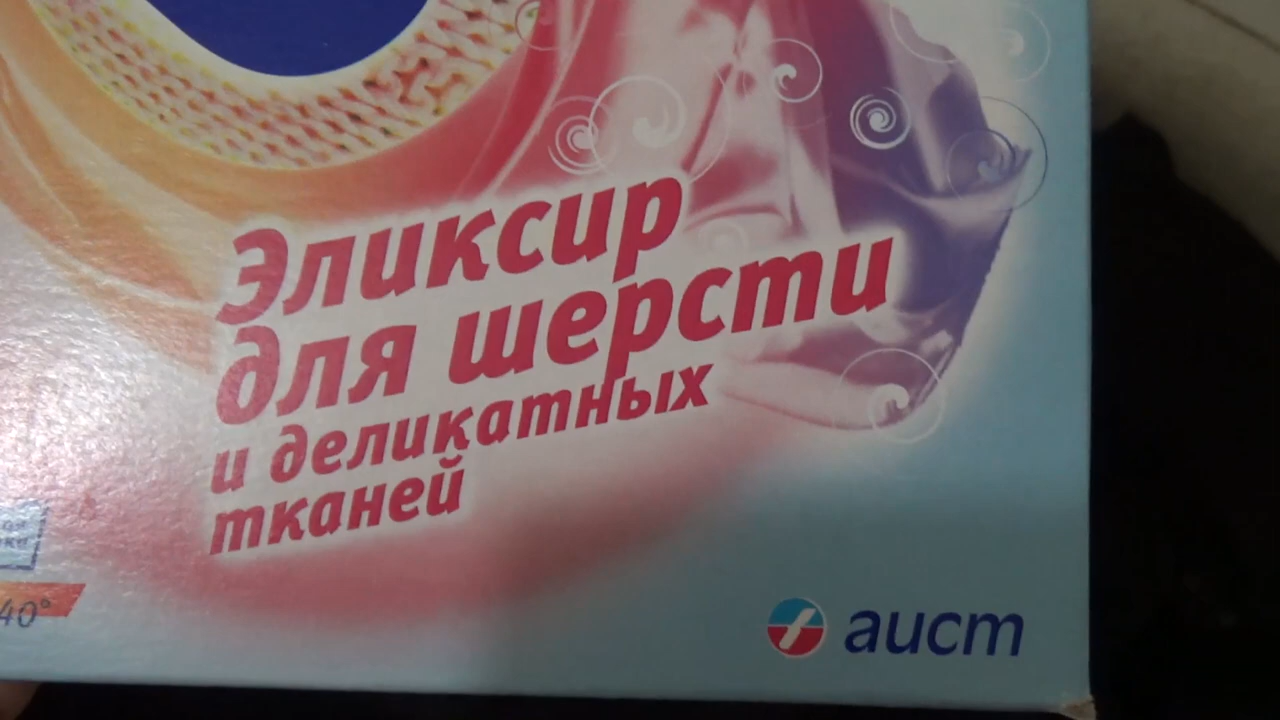 Эликсир
для шерсти
и деликатных
тканей
40°
аист